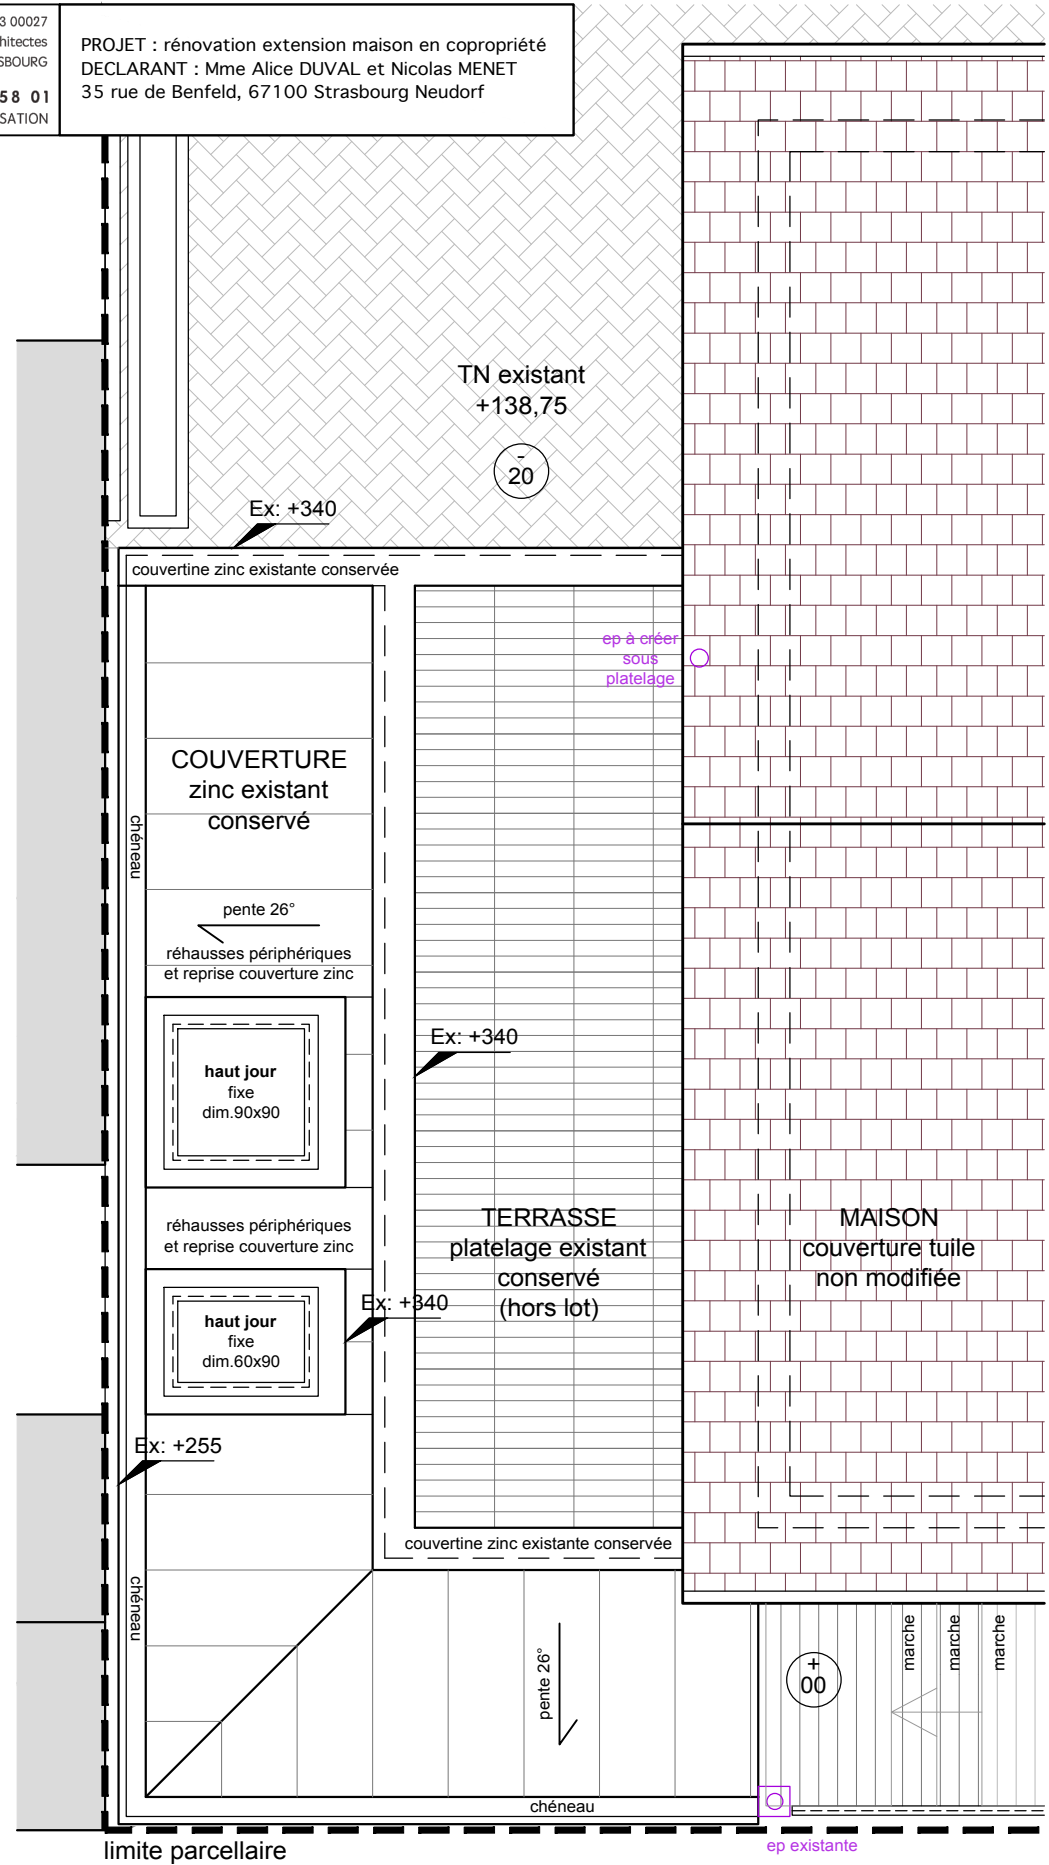 3 00027
hitectes
SBOURG
58 01
SATION
PROJET : rénovation extension maison en copropriété
DECLARANT : Mme Alice DUVAL et Nicolas MENET
35 rue de Benfeld, 67100 Strasbourg Neudorf
TN existant
+138,75
-
20
Ex: +340
couvertine zinc existante conservée
ep à créer
sous
platelage
COUVERTURE
zinc existant
conservé
chéneau
pente 26°
réhausses périphériques
et reprise couverture zinc
Ex: +340
haut jour
fixe
dim.90x90
réhausses périphériques
et reprise couverture zinc
TERRASSE
platelage existant
conservé
(hors lot)
MAISON
couverture tuile
non modifiée
Ex: +340
haut jour
fixe
dim.60x90
Ex: +255
couvertine zinc existante conservée
chéneau
pente 26°
+
00
marche
marche
marche
chéneau
ep existante
limite parcellaire